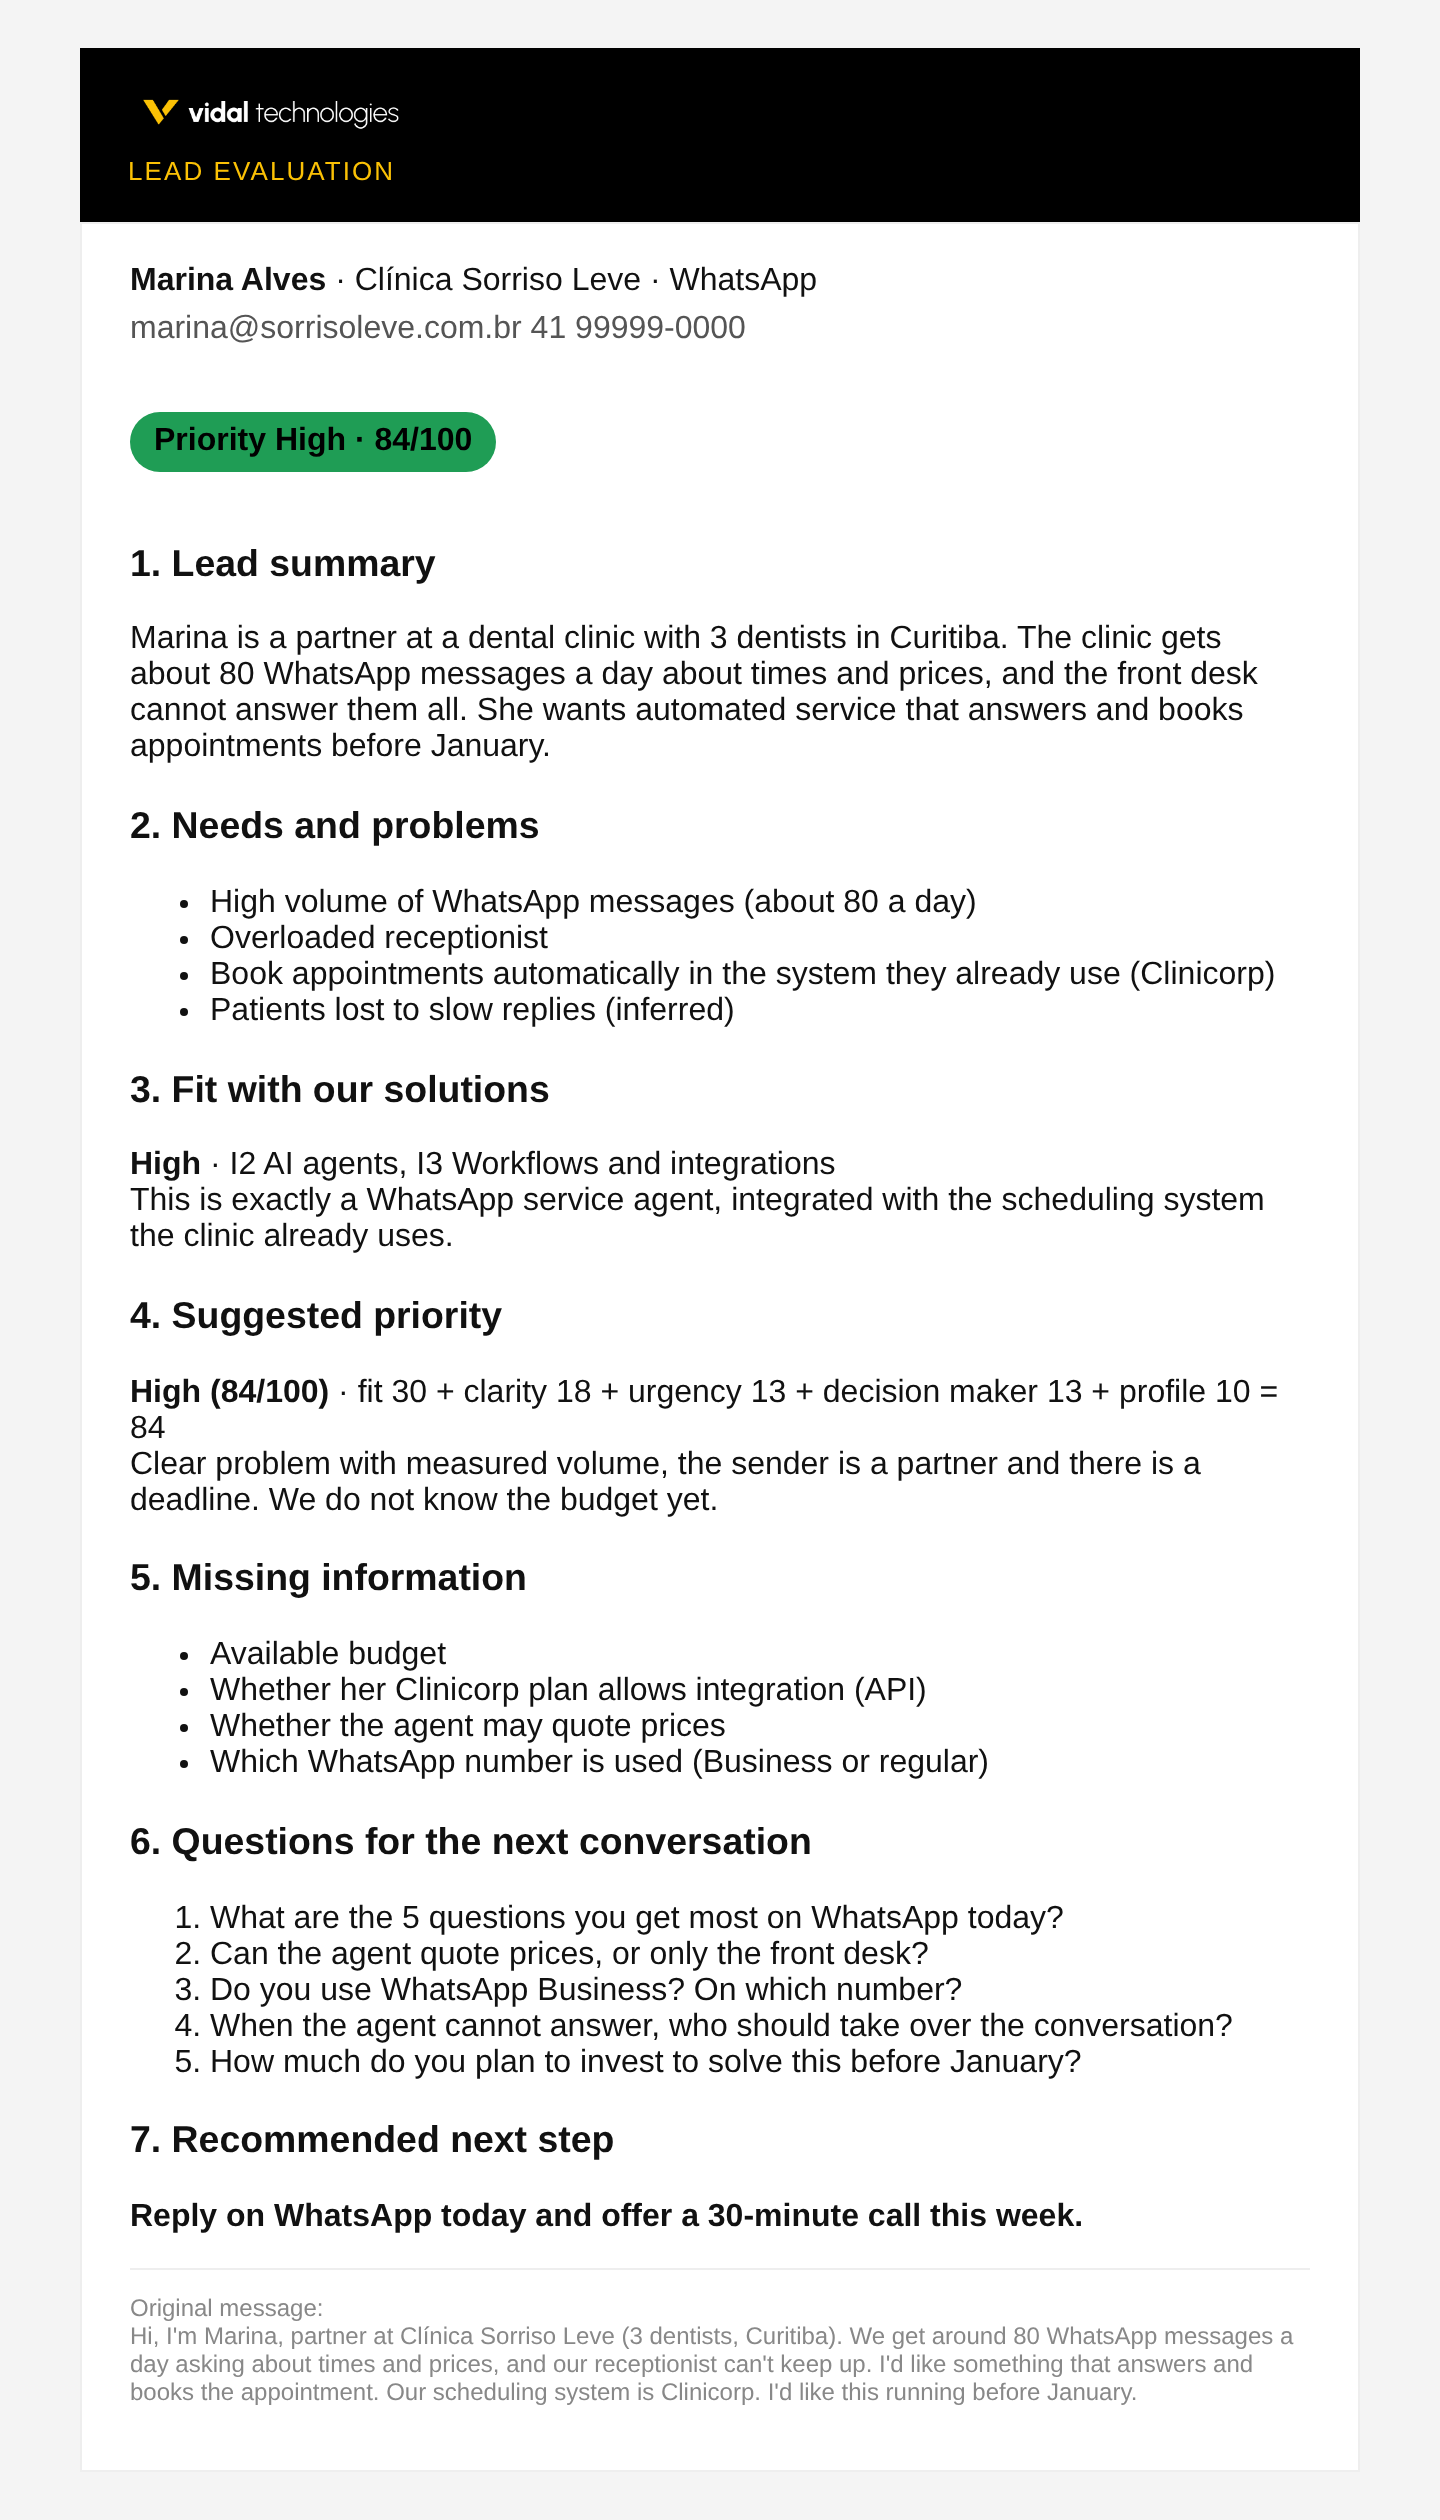 vidal technologies
LEAD EVALUATION
Marina Alves · Clínica Sorriso Leve · WhatsApp
marina@sorrisoleve.com.br 41 99999-0000
Priority High · 84/100
1. Lead summary
Marina is a partner at a dental clinic with 3 dentists in Curitiba. The clinic gets
about 80 WhatsApp messages a day about times and prices, and the front desk
cannot answer them all. She wants automated service that answers and books
appointments before January.
2. Needs and problems
• High volume of WhatsApp messages (about 80 a day)
• Overloaded receptionist
• Book appointments automatically in the system they already use (Clinicorp)
• Patients lost to slow replies (inferred)
3. Fit with our solutions
High · I2 AI agents, I3 Workflows and integrations
This is exactly a WhatsApp service agent, integrated with the scheduling system
the clinic already uses.
4. Suggested priority
High (84/100) · fit 30 + clarity 18 + urgency 13 + decision maker 13 + profile 10 =
84
Clear problem with measured volume, the sender is a partner and there is a
deadline. We do not know the budget yet.
5. Missing information
• Available budget
• Whether her Clinicorp plan allows integration (API)
• Whether the agent may quote prices
• Which WhatsApp number is used (Business or regular)
6. Questions for the next conversation
1. What are the 5 questions you get most on WhatsApp today?
2. Can the agent quote prices, or only the front desk?
3. Do you use WhatsApp Business? On which number?
4. When the agent cannot answer, who should take over the conversation?
5. How much do you plan to invest to solve this before January?
7. Recommended next step
Reply on WhatsApp today and offer a 30-minute call this week.
Original message:
Hi, I'm Marina, partner at Clínica Sorriso Leve (3 dentists, Curitiba). We get around 80 WhatsApp messages a
day asking about times and prices, and our receptionist can't keep up. I'd like something that answers and
books the appointment. Our scheduling system is Clinicorp. I'd like this running before January.